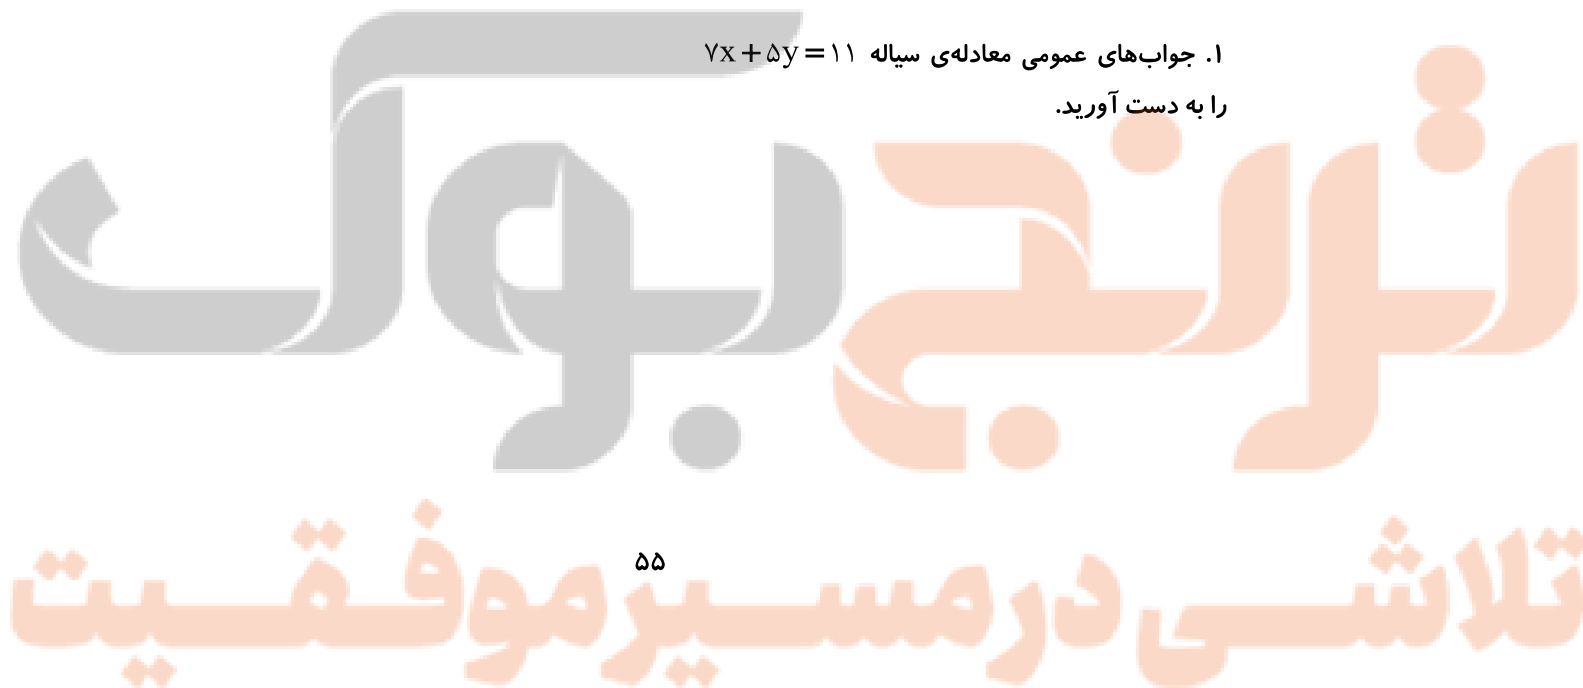 ۱. جواب‌های عمومی معادله‌ی سیاله ۷x + ۵y = ۱۱
را به دست آورید.
ترنج بوک
تلاشی در مسیر موفقیت
۵۵